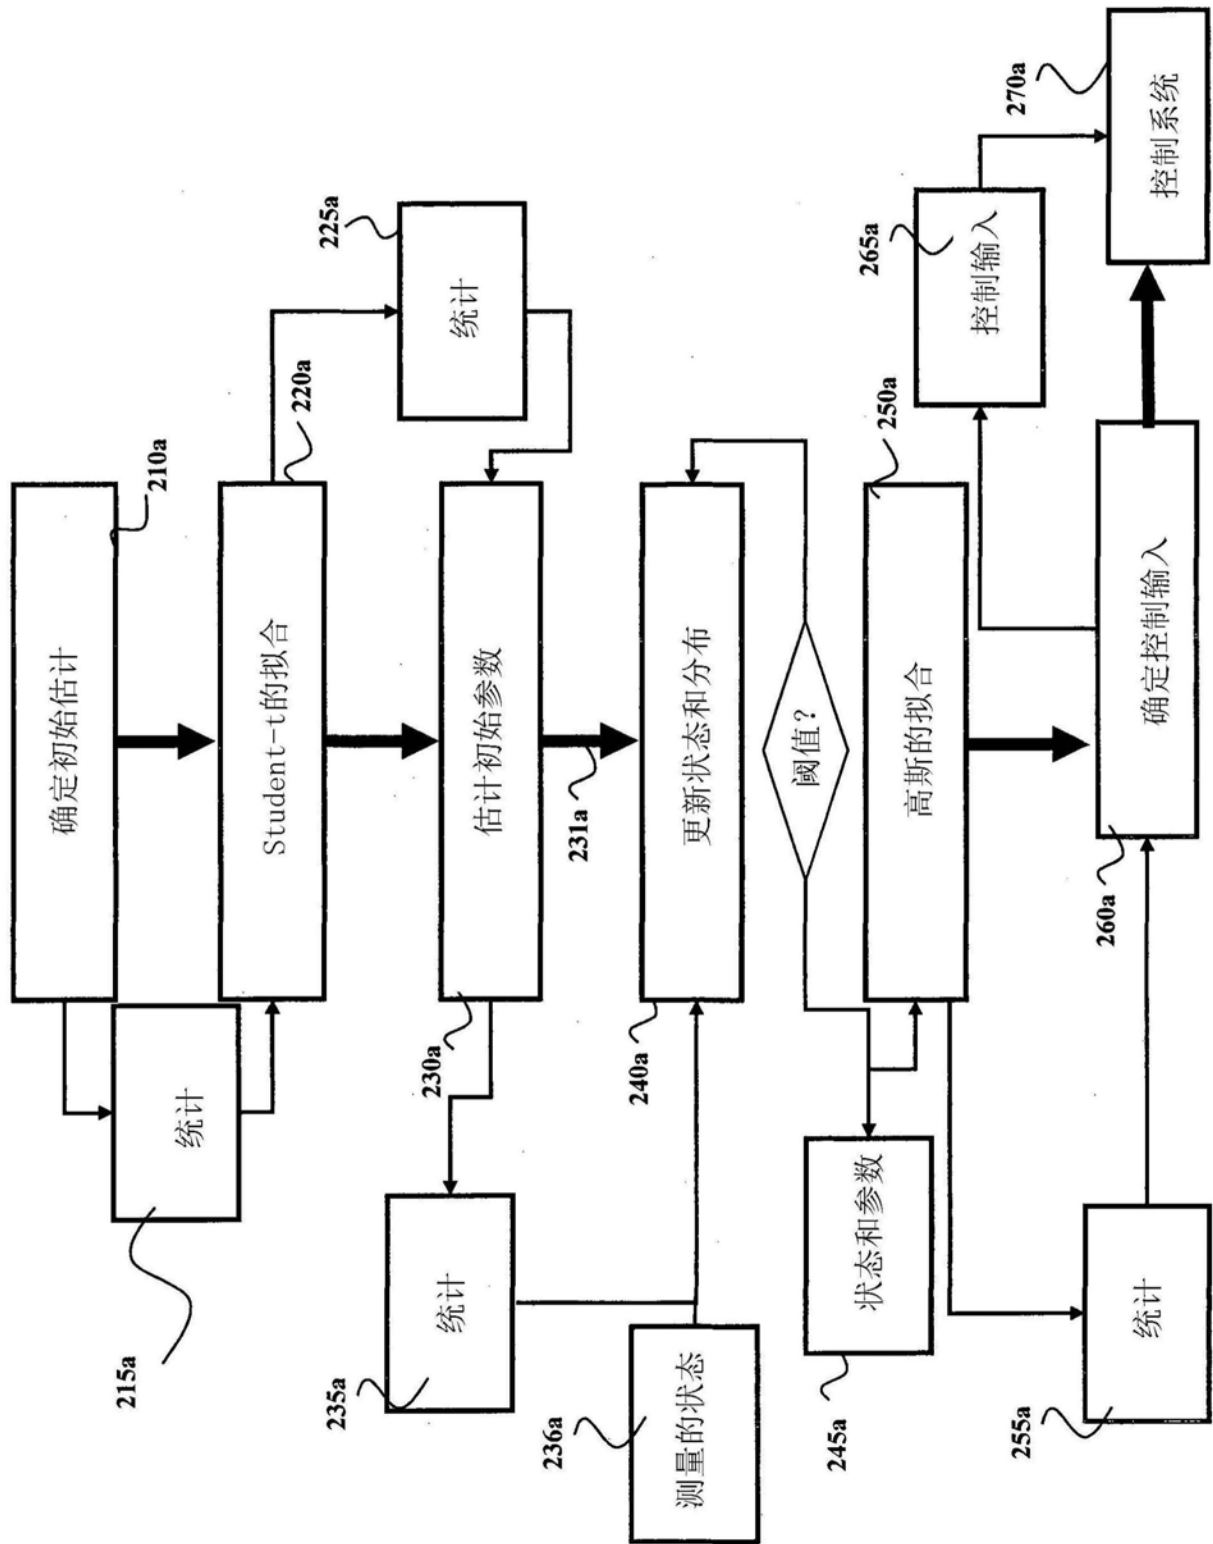 确定初始估计
210a
统计
215a
Student-t的拟合
220a
统计
225a
估计初始参数
230a
231a
统计
235a
测量的状态
236a
更新状态和分布
240a
阈值?
状态和参数
245a
高斯的拟合
250a
统计
255a
确定控制输入
260a
控制输入
265a
控制系统
270a